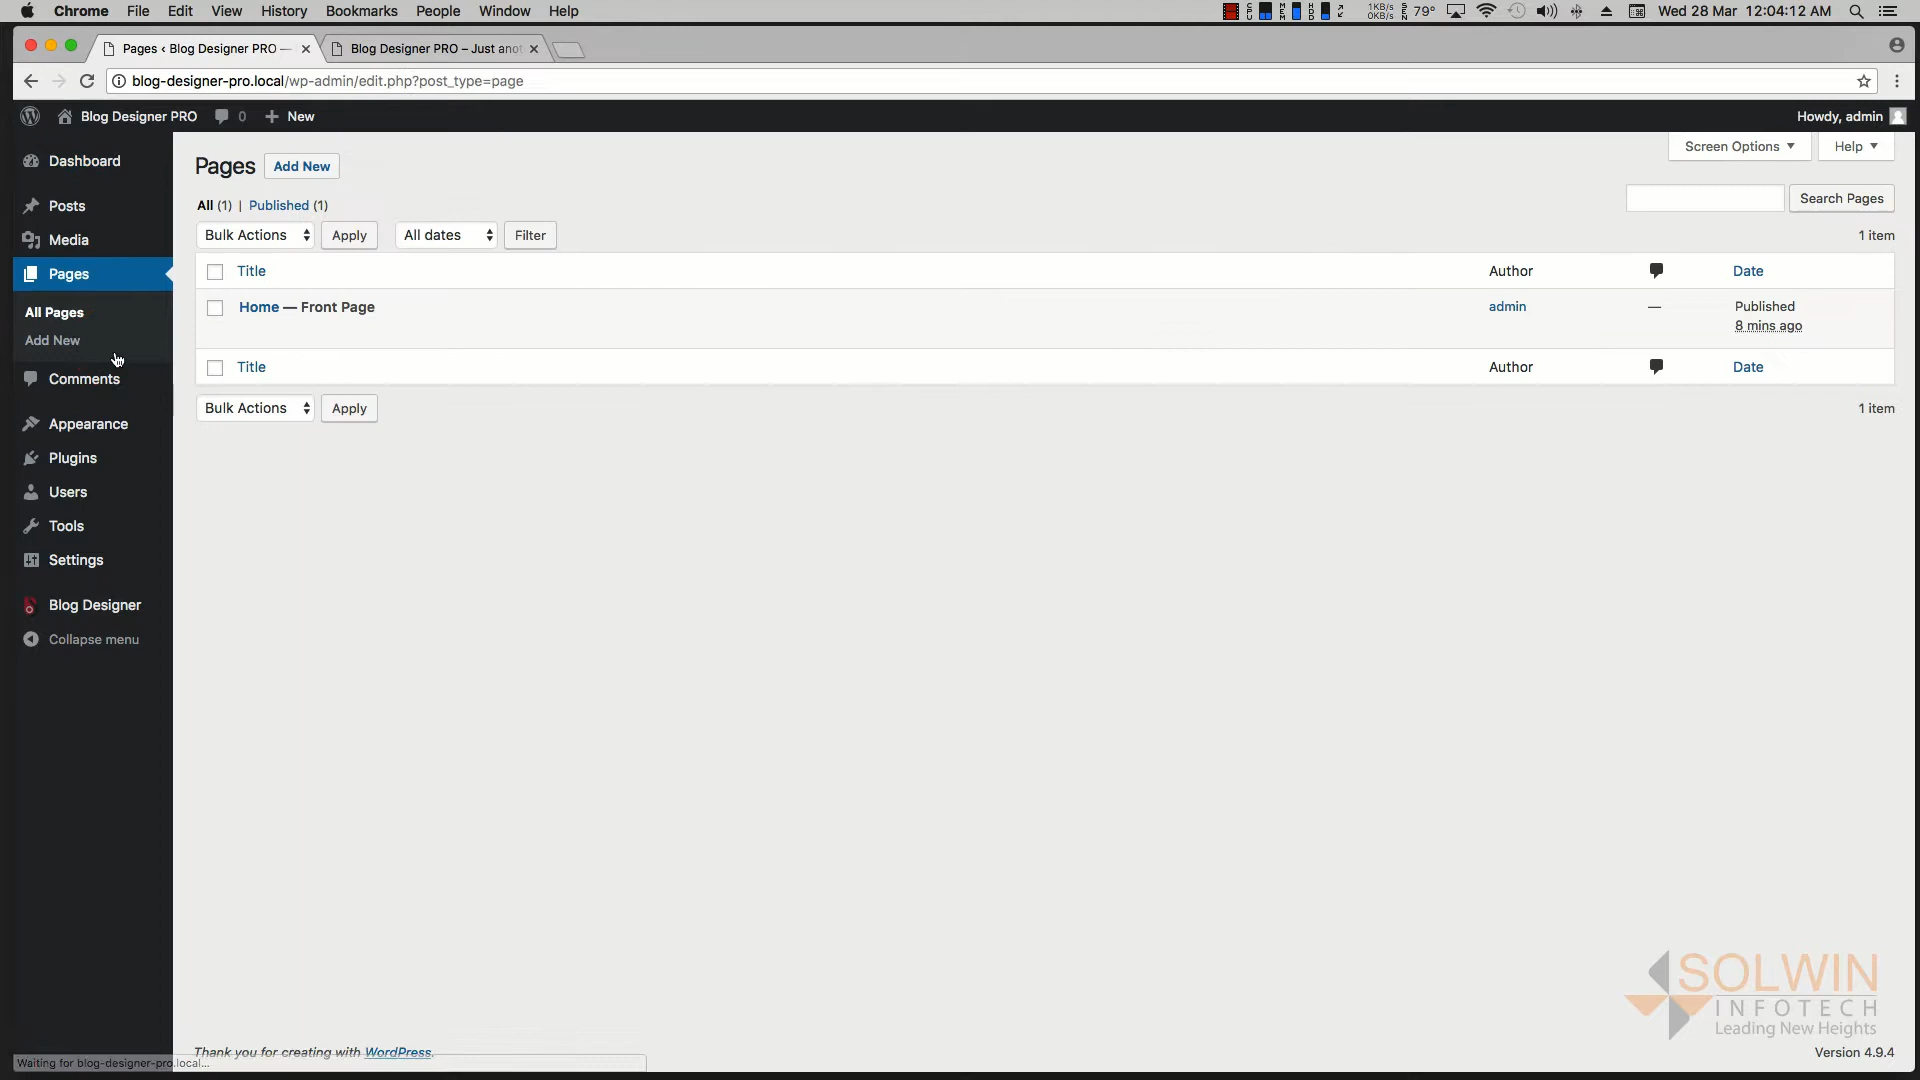 Chrome File Edit View History Bookmarks People Window Help
1KB/s
0KB/s
79° Wed 28 Mar 12:04:12 AM
Pages ‹ Blog Designer PRO —
Blog Designer PRO – Just anot
blog-designer-pro.local/wp-admin/edit.php?post_type=page
Blog Designer PRO 0 New
Howdy, admin
Dashboard
Posts
Media
Pages
All Pages
Add New
Comments
Appearance
Plugins
Users
Tools
Settings
Blog Designer
Collapse menu
Screen Options Help
Pages Add New
All (1) | Published (1)
Search Pages
Bulk Actions Apply All dates Filter 1 item
Title Author Date
Home — Front Page admin — Published
8 mins ago
Title Author Date
Bulk Actions Apply 1 item
SOLWIN
INFOTECH
Leading New Heights
Thank you for creating with WordPress. Version 4.9.4
Waiting for blog-designer-pro.local...